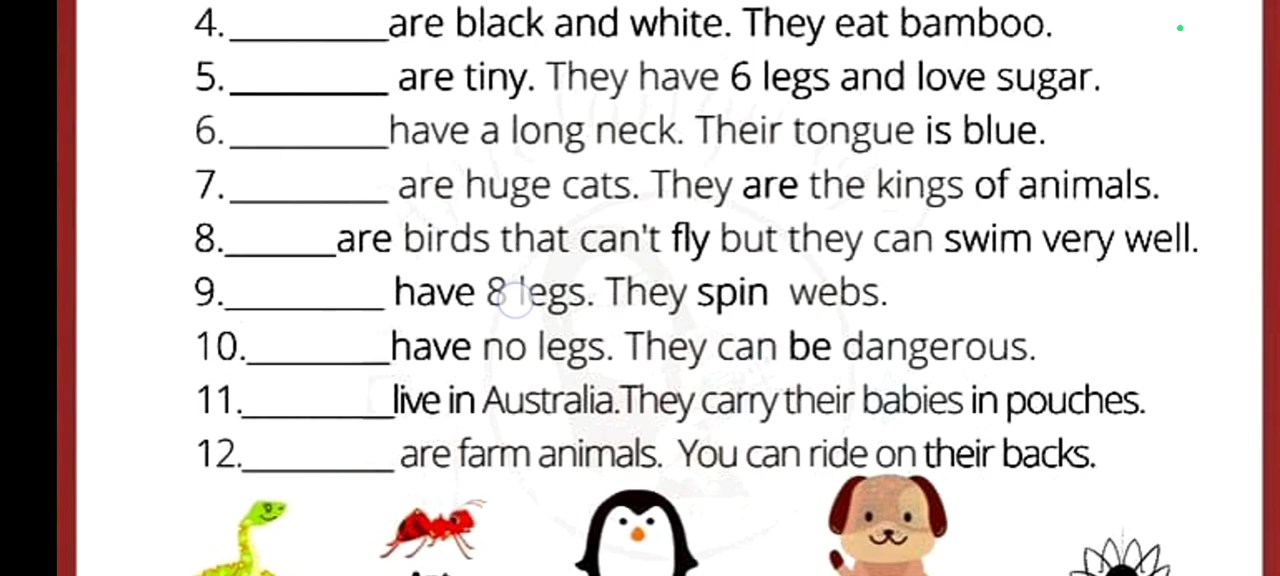 4.________are black and white. They eat bamboo.
5.________ are tiny. They have 6 legs and love sugar.
6.________have a long neck. Their tongue is blue.
7.________ are huge cats. They are the kings of animals.
8.______are birds that can't fly but they can swim very well.
9.________ have 8 legs. They spin webs.
10._______have no legs. They can be dangerous.
11.________live in Australia.They carry their babies in pouches.
12.________ are farm animals. You can ride on their backs.